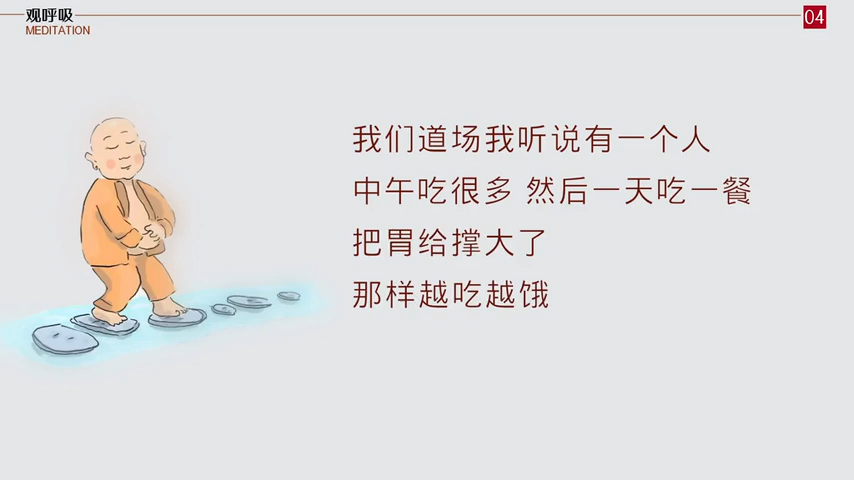 观呼吸
MEDITATION
04
我们道场我听说有一个人
中午吃很多 然后一天吃一餐
把胃给撑大了
那样越吃越饿